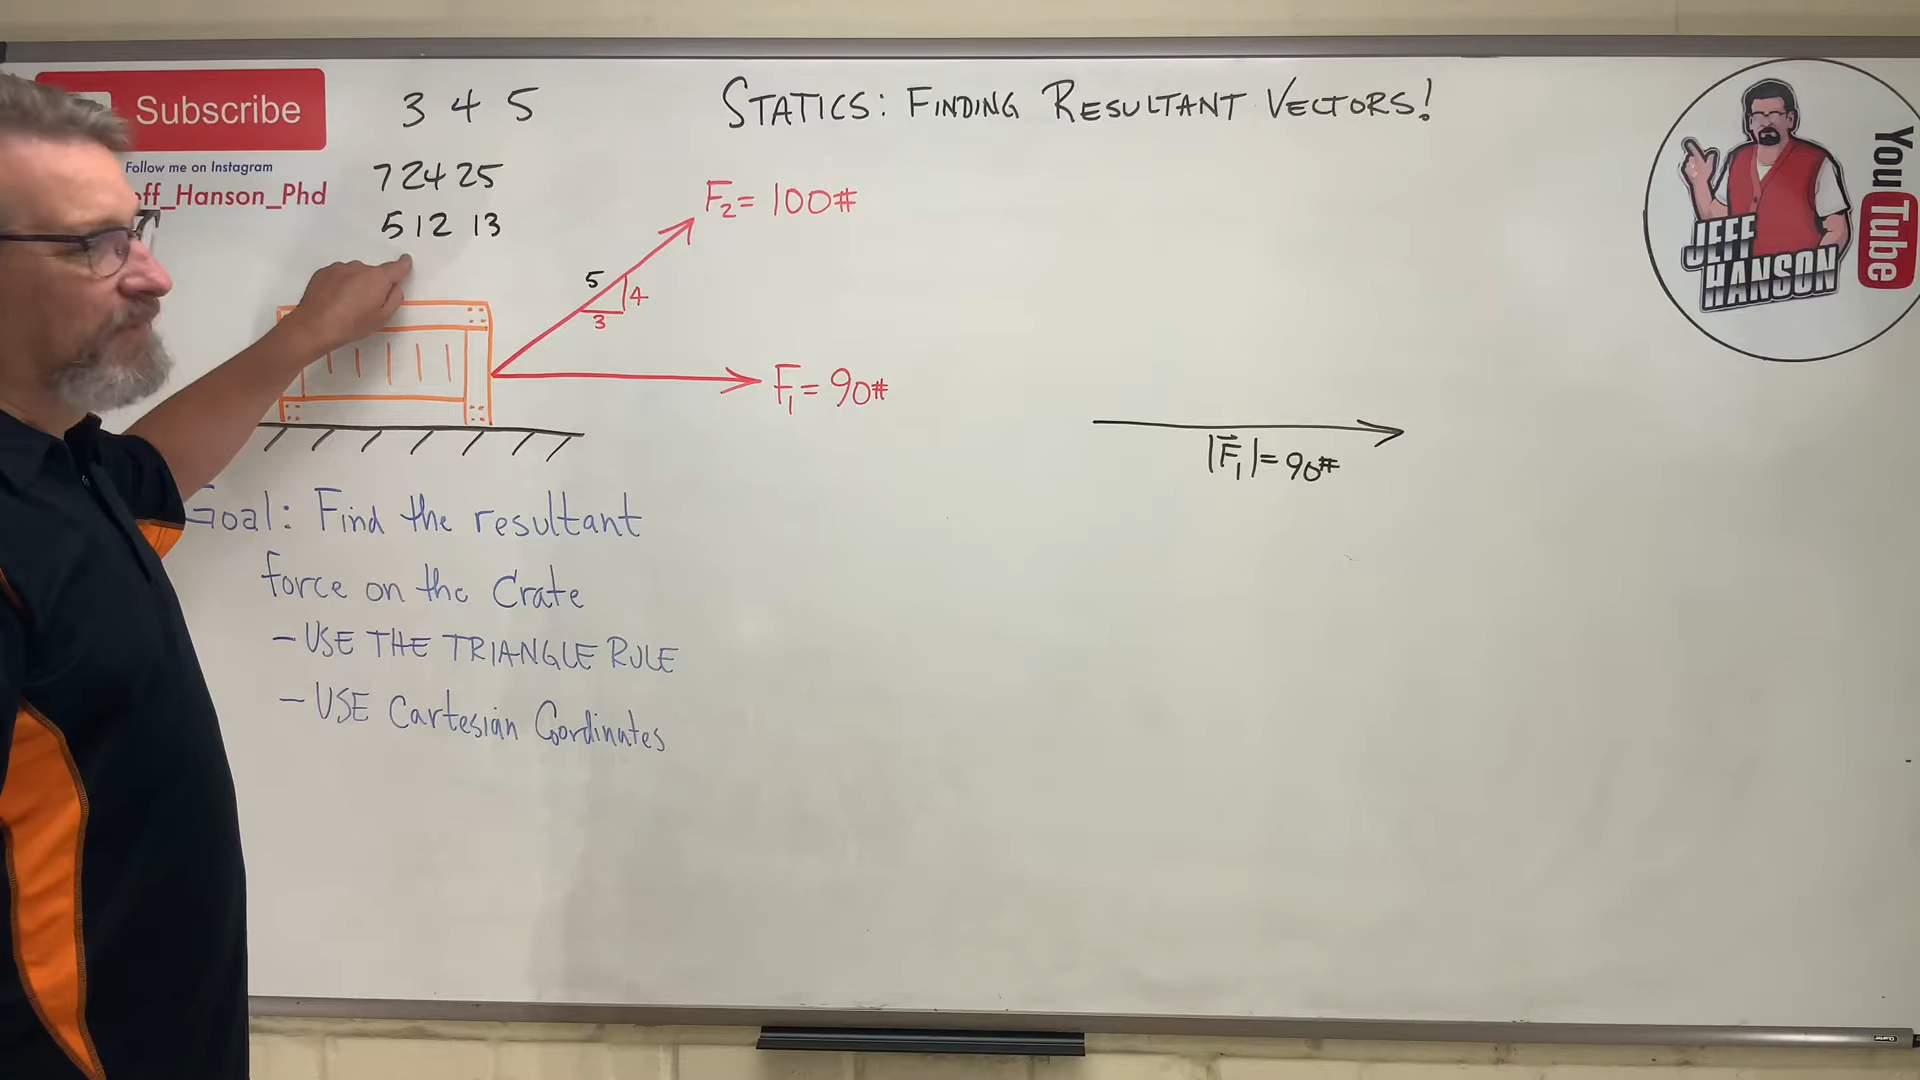 Subscribe
Follow me on Instagram
ff_Hanson_Phd
3 4 5
7 24 25
5 12 13
STATICS: FINDING RESULTANT VECTORS!
F₂= 100#
5
4
3
F₁= 90#
|F⃗₁|= 90#
Goal: Find the resultant
force on the Crate
- USE THE TRIANGLE RULE
- USE Cartesian Coordinates
JEFF
HANSON
YouTube